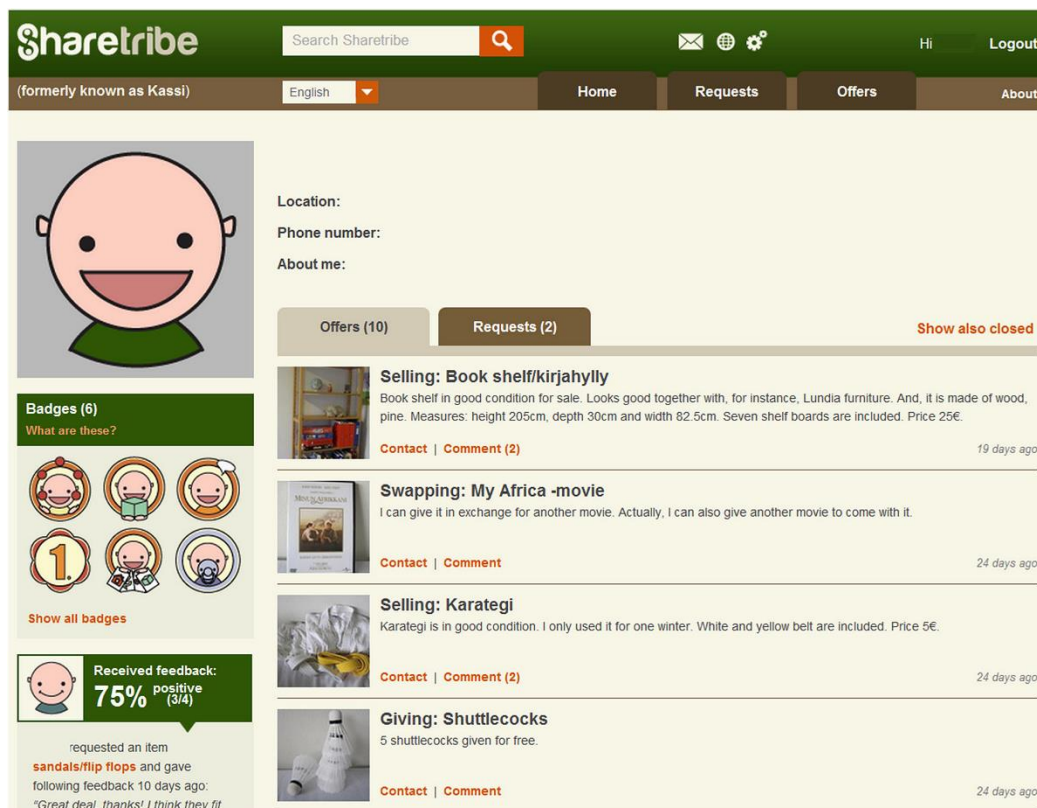 Sharetribe
Search Sharetribe
Hi
Logout
(formerly known as Kassi)
English
Home
Requests
Offers
About
Location:
Phone number:
About me:
Offers (10)
Requests (2)
Show also closed
Selling: Book shelf/kirjahylly
Book shelf in good condition for sale. Looks good together with, for instance, Lundia furniture. And, it is made of wood,
pine. Measures: height 205cm, depth 30cm and width 82.5cm. Seven shelf boards are included. Price 25€.
Contact | Comment (2)
19 days ago
Swapping: My Africa -movie
I can give it in exchange for another movie. Actually, I can also give another movie to come with it.
Contact | Comment
24 days ago
Selling: Karategi
Karategi is in good condition. I only used it for one winter. White and yellow belt are included. Price 5€.
Contact | Comment (2)
24 days ago
Giving: Shuttlecocks
5 shuttlecocks given for free.
Contact | Comment
24 days ago
Badges (6)
What are these?
1.
Show all badges
Received feedback:
75% positive
(3/4)
requested an item
sandals/flip flops and gave
following feedback 10 days ago:
"Great deal, thanks! I think they fit